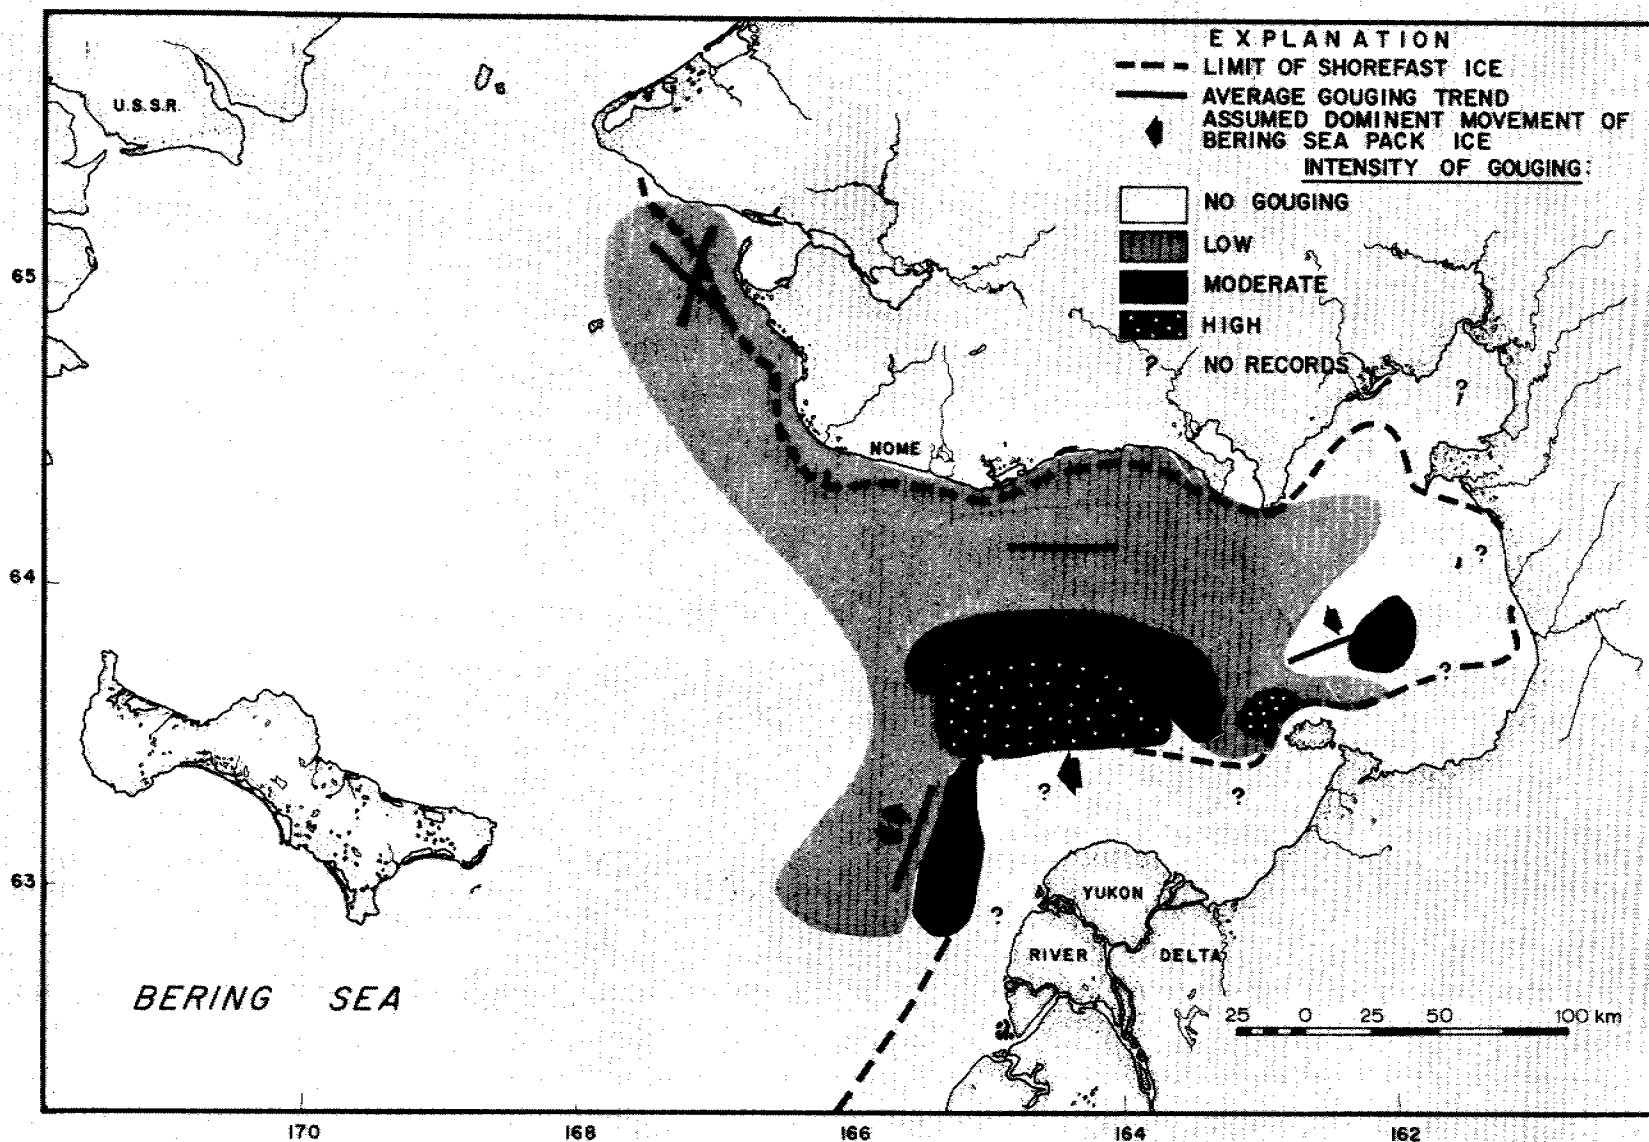 EXPLANATION
LIMIT OF SHOREFAST ICE
AVERAGE GOUGING TREND
ASSUMED DOMINENT MOVEMENT OF
BERING SEA PACK ICE
INTENSITY OF GOUGING:
NO GOUGING
LOW
MODERATE
HIGH
? NO RECORDS
U.S.S.R.
65
?
NOME
?
64
?
? ?
63
YUKON
?
RIVER DELTA
BERING SEA
25 0 25 50 100 km
170 168 166 164 162